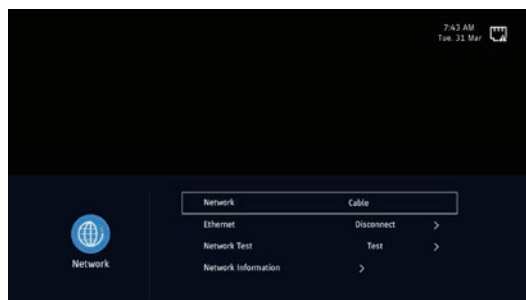 7:43 AM
Tue. 31 Mar
Network Cable
Ethernet Disconnect >
Network Test Test >
Network Information >
Network